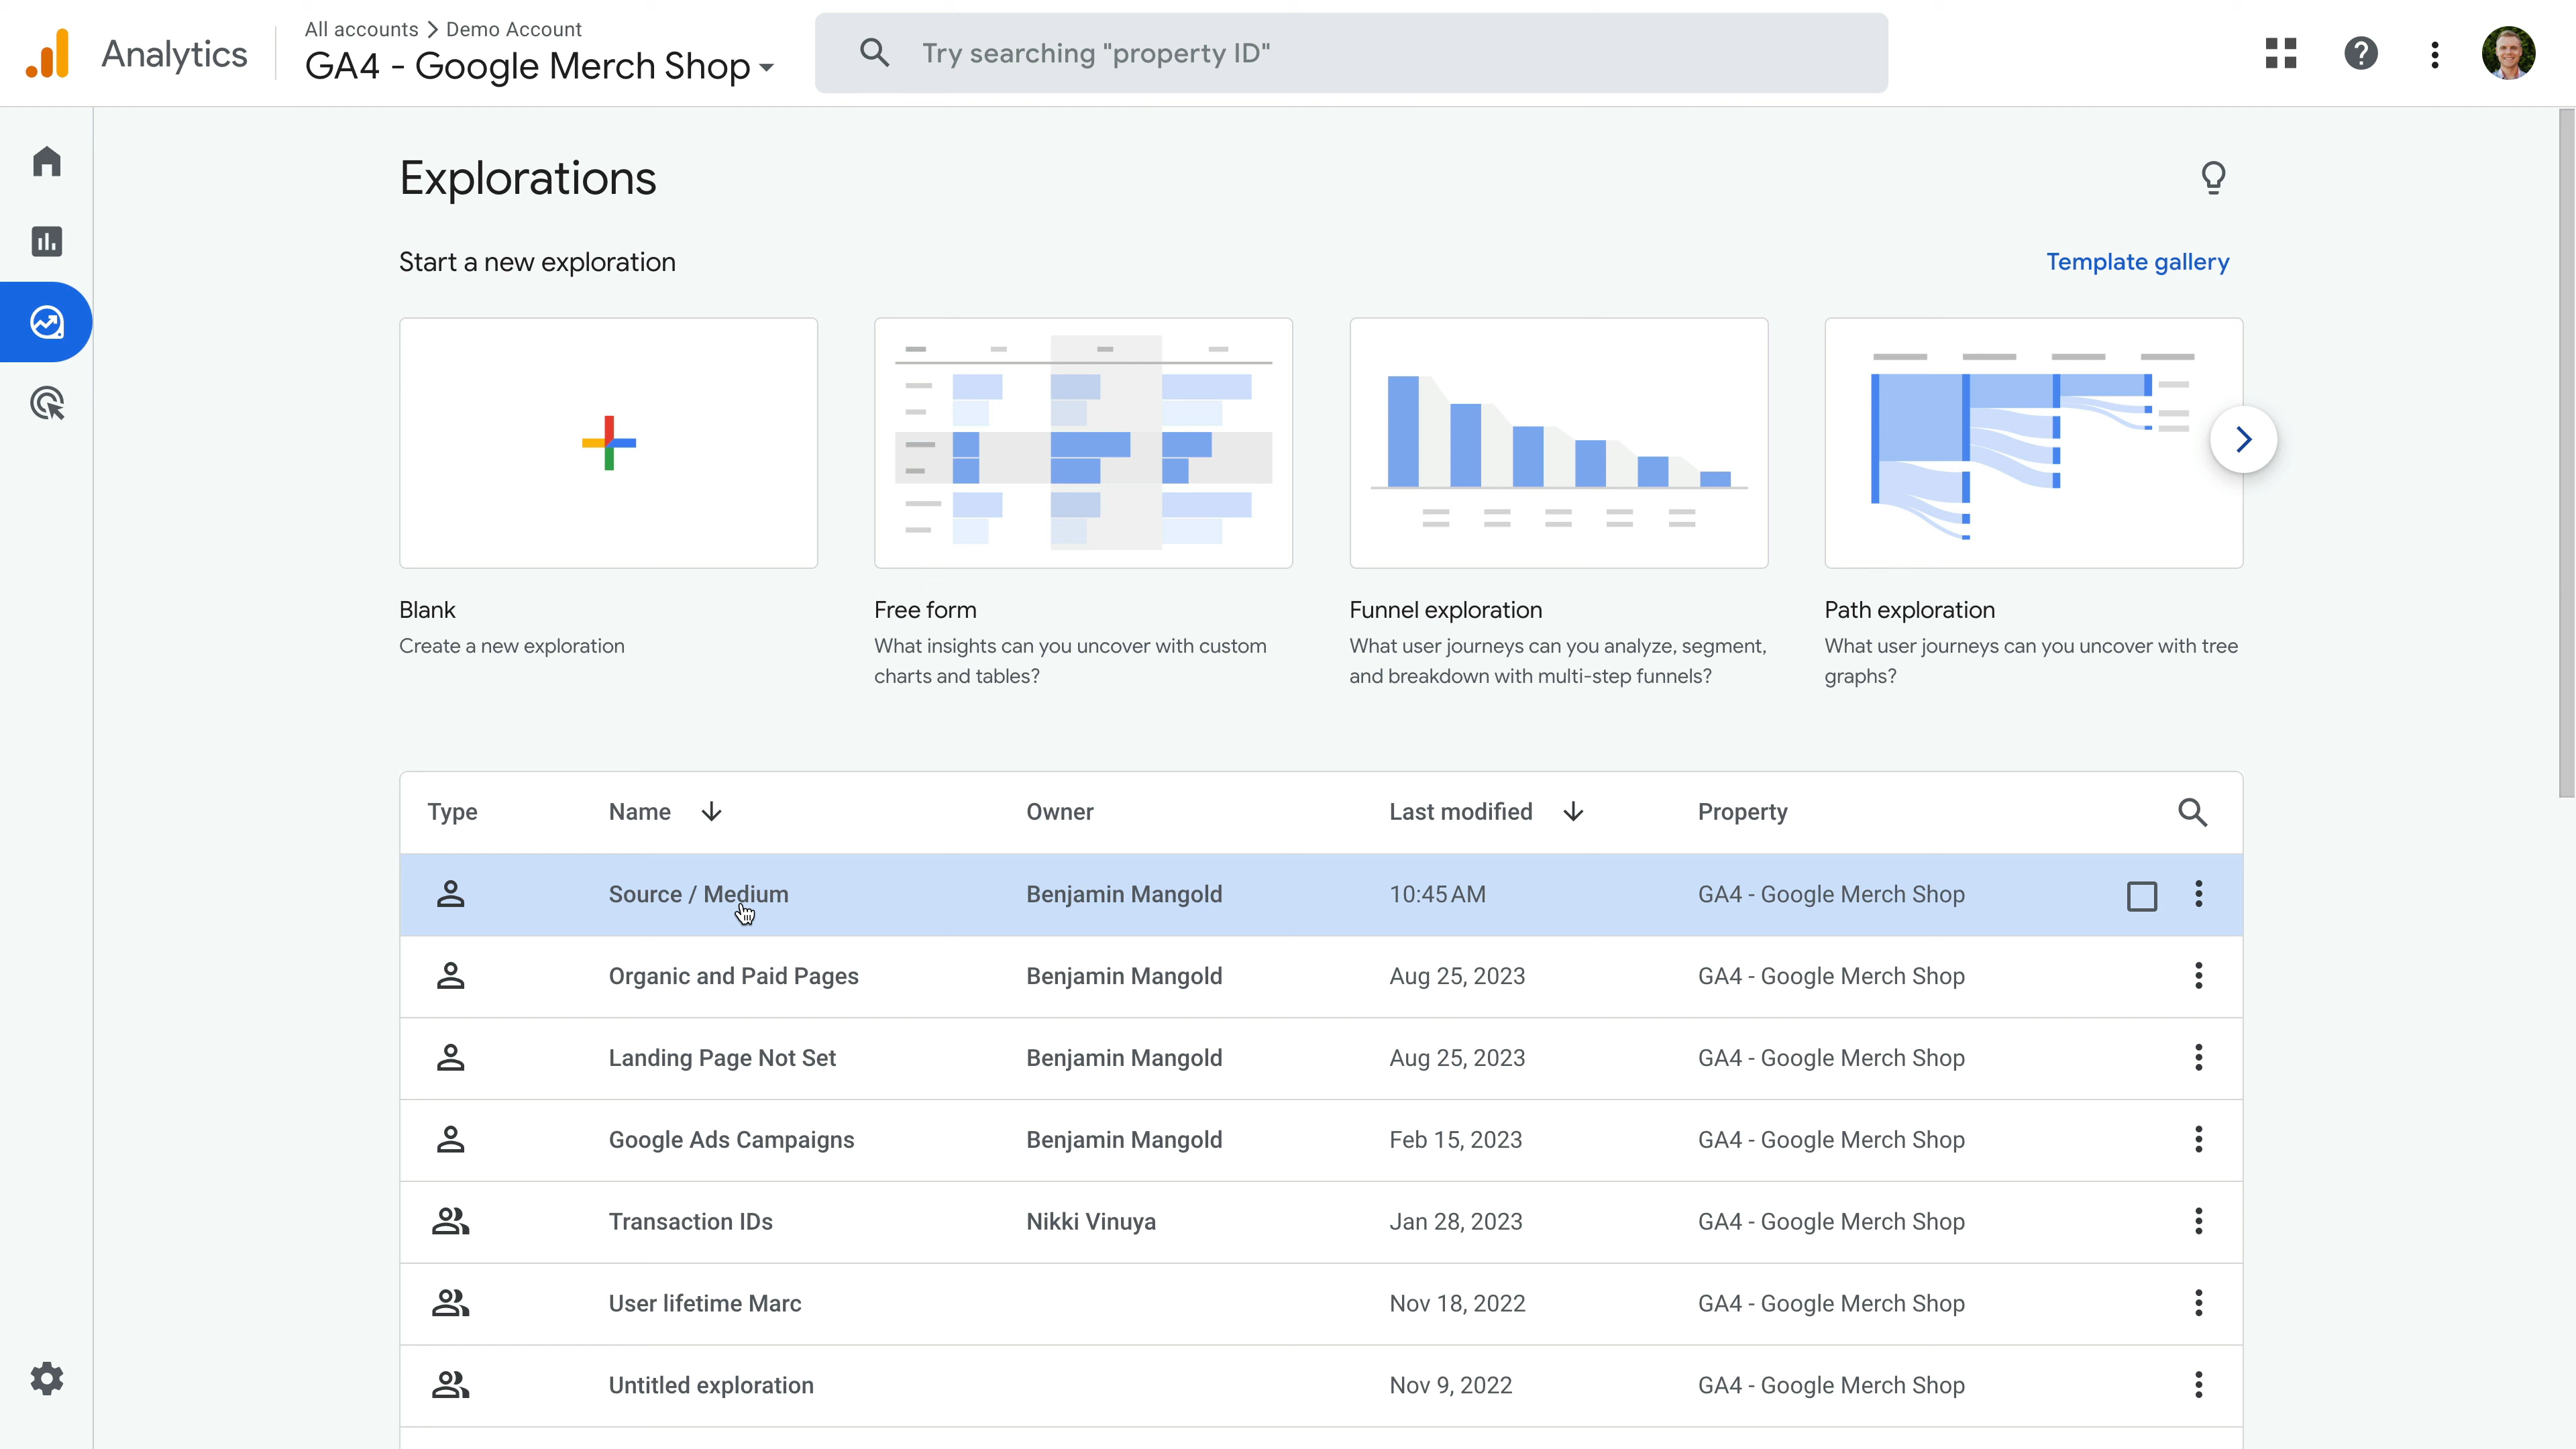 Analytics
All accounts > Demo Account
GA4 - Google Merch Shop
Try searching "property ID"
Explorations
Start a new exploration
Template gallery
Blank
Create a new exploration
Free form
What insights can you uncover with custom
charts and tables?
Funnel exploration
What user journeys can you analyze, segment,
and breakdown with multi-step funnels?
Path exploration
What user journeys can you uncover with tree
graphs?
Type Name Owner Last modified Property
Source / Medium Benjamin Mangold 10:45 AM GA4 - Google Merch Shop
Organic and Paid Pages Benjamin Mangold Aug 25, 2023 GA4 - Google Merch Shop
Landing Page Not Set Benjamin Mangold Aug 25, 2023 GA4 - Google Merch Shop
Google Ads Campaigns Benjamin Mangold Feb 15, 2023 GA4 - Google Merch Shop
Transaction IDs Nikki Vinuya Jan 28, 2023 GA4 - Google Merch Shop
User lifetime Marc Nov 18, 2022 GA4 - Google Merch Shop
Untitled exploration Nov 9, 2022 GA4 - Google Merch Shop